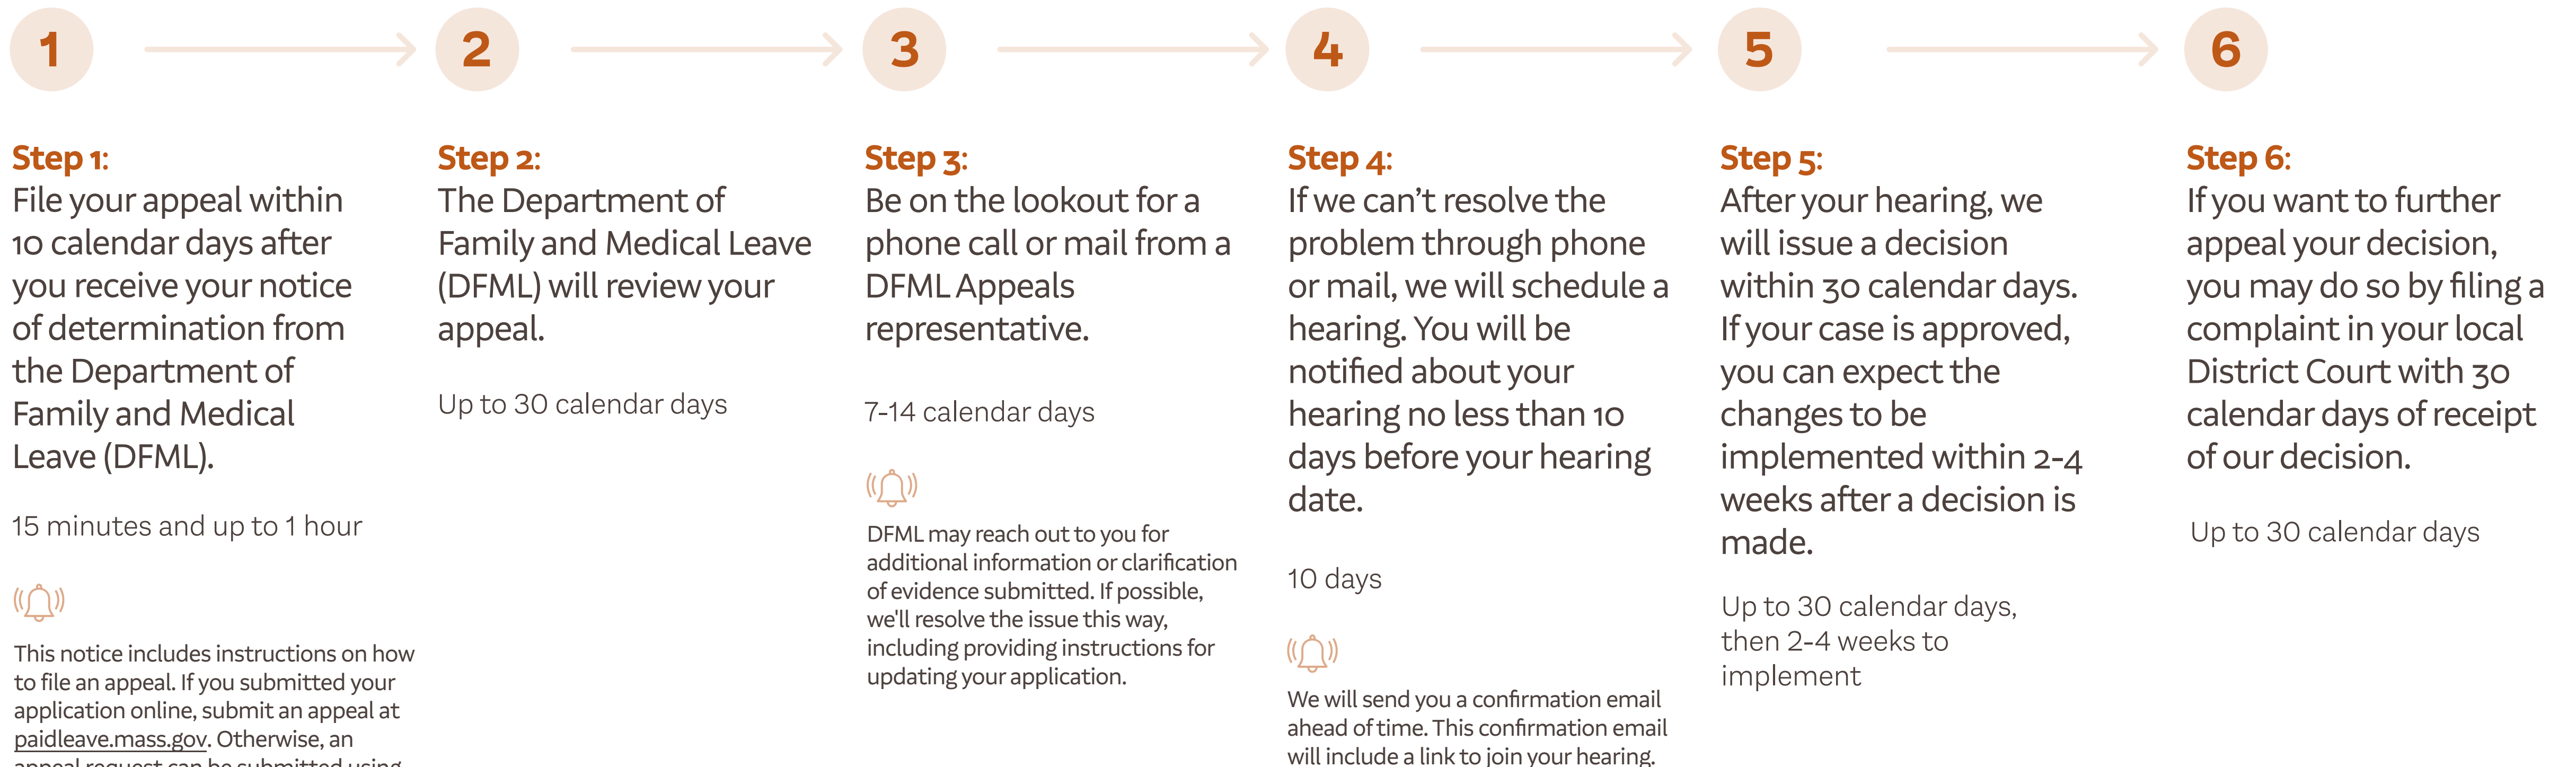 1
2
3
4
5
6
Step 1:
File your appeal within
10 calendar days after
you receive your notice
of determination from
the Department of
Family and Medical
Leave (DFML).
15 minutes and up to 1 hour
This notice includes instructions on how
to file an appeal. If you submitted your
application online, submit an appeal at
paidleave.mass.gov. Otherwise, an
appeal request can be submitted using
Step 2:
The Department of
Family and Medical Leave
(DFML) will review your
appeal.
Up to 30 calendar days
Step 3:
Be on the lookout for a
phone call or mail from a
DFML Appeals
representative.
7-14 calendar days
DFML may reach out to you for
additional information or clarification
of evidence submitted. If possible,
we'll resolve the issue this way,
including providing instructions for
updating your application.
Step 4:
If we can’t resolve the
problem through phone
or mail, we will schedule a
hearing. You will be
notified about your
hearing no less than 10
days before your hearing
date.
10 days
We will send you a confirmation email
ahead of time. This confirmation email
will include a link to join your hearing.
Step 5:
After your hearing, we
will issue a decision
within 30 calendar days.
If your case is approved,
you can expect the
changes to be
implemented within 2-4
weeks after a decision is
made.
Up to 30 calendar days,
then 2-4 weeks to
implement
Step 6:
If you want to further
appeal your decision,
you may do so by filing a
complaint in your local
District Court with 30
calendar days of receipt
of our decision.
Up to 30 calendar days